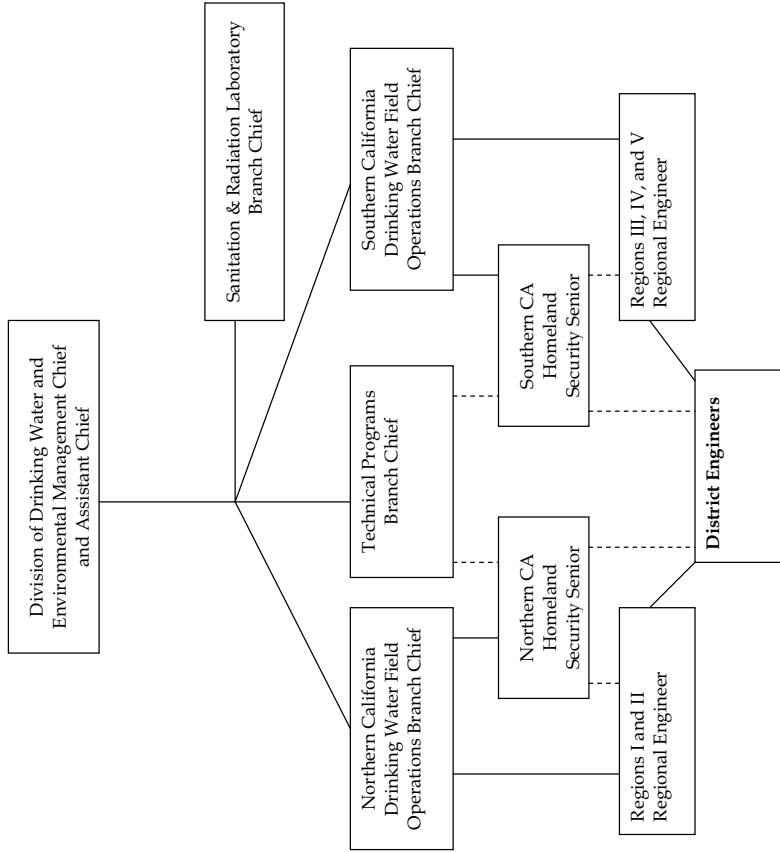 Division of Drinking Water and
Environmental Management Chief
and Assistant Chief
Sanitation & Radiation Laboratory
Branch Chief
Northern California
Drinking Water Field
Operations Branch Chief
Technical Programs
Branch Chief
Southern California
Drinking Water Field
Operations Branch Chief
Northern CA
Homeland
Security Senior
Southern CA
Homeland
Security Senior
Regions I and II
Regional Engineer
Regions III, IV, and V
Regional Engineer
District Engineers